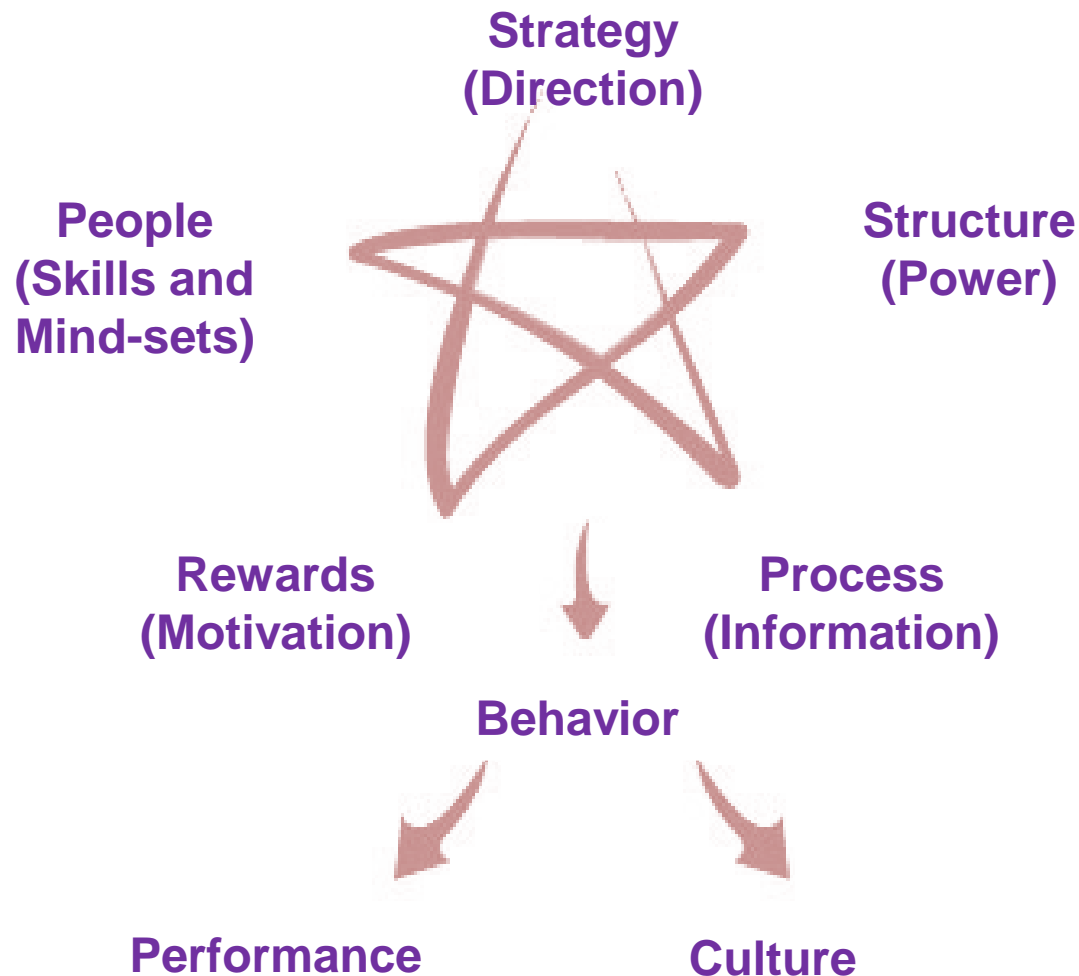 Strategy
(Direction)
People
(Skills and
Mind-sets)
Structure
(Power)
Rewards
(Motivation)
Process
(Information)
Behavior
Performance
Culture